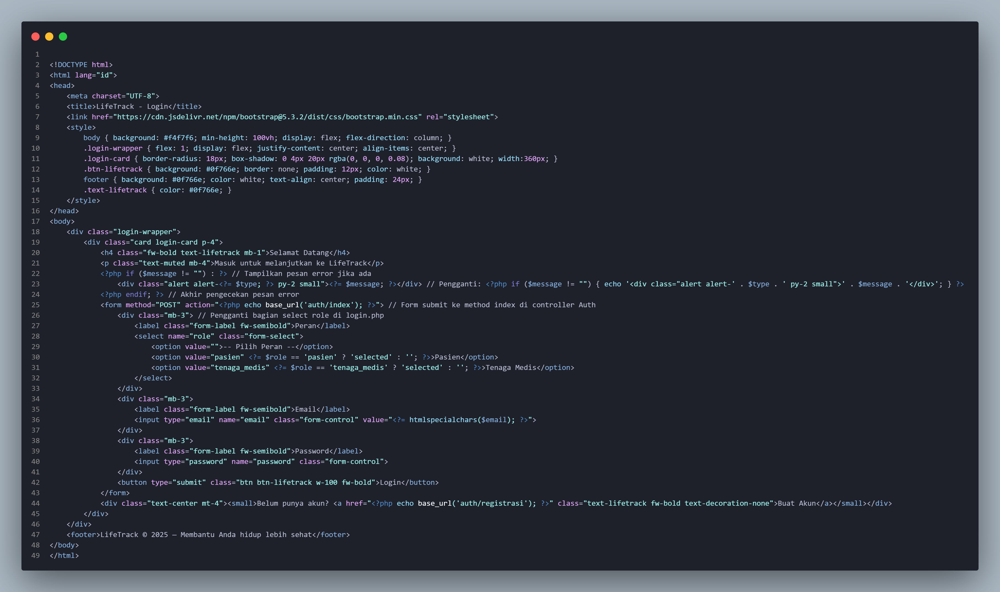 1
2 <!DOCTYPE html>
3 <html lang="id">
4 <head>
5     <meta charset="UTF-8">
6     <title>LifeTrack - Login</title>
7     <link href="https://cdn.jsdelivr.net/npm/bootstrap@5.3.2/dist/css/bootstrap.min.css" rel="stylesheet">
8     <style>
9         body { background: #f4f7f6; min-height: 100vh; display: flex; flex-direction: column; }
10         .login-wrapper { flex: 1; display: flex; justify-content: center; align-items: center; }
11         .login-card { border-radius: 18px; box-shadow: 0 4px 20px rgba(0, 0, 0, 0.08); background: white; width:360px; }
12         .btn-lifetrack { background: #0f766e; border: none; padding: 12px; color: white; }
13         footer { background: #0f766e; color: white; text-align: center; padding: 24px; }
14         .text-lifetrack { color: #0f766e; }
15     </style>
16 </head>
17 <body>
18     <div class="login-wrapper">
19         <div class="card login-card p-4">
20             <h4 class="fw-bold text-lifetrack mb-1">Selamat Datang</h4>
21             <p class="text-muted mb-4">Masuk untuk melanjutkan ke LifeTrack</p>
22             <?php if ($message != "") : ?> // Tampilkan pesan error jika ada
23                 <div class="alert alert-<?= $type; ?> py-2 small"><?= $message; ?></div> // Pengganti: <?php if ($message != "") { echo '<div class="alert alert-' . $type . ' py-2 small">' . $message . '</div>'; } ?>
24             <?php endif; ?> // Akhir pengecekan pesan error
25             <form method="POST" action="<?php echo base_url('auth/index'); ?>"> // Form submit ke method index di controller Auth
26                 <div class="mb-3"> // Pengganti bagian select role di login.php
27                     <label class="form-label fw-semibold">Peran</label>
28                     <select name="role" class="form-select">
29                         <option value="">-- Pilih Peran --</option>
30                         <option value="pasien" <?= $role == 'pasien' ? 'selected' : ''; ?>>Pasien</option>
31                         <option value="tenaga_medis" <?= $role == 'tenaga_medis' ? 'selected' : ''; ?>>Tenaga Medis</option>
32                     </select>
33                 </div>
34                 <div class="mb-3">
35                     <label class="form-label fw-semibold">Email</label>
36                     <input type="email" name="email" class="form-control" value="<?= htmlspecialchars($email); ?>">
37                 </div>
38                 <div class="mb-3">
39                     <label class="form-label fw-semibold">Password</label>
40                     <input type="password" name="password" class="form-control">
41                 </div>
42                 <button type="submit" class="btn btn-lifetrack w-100 fw-bold">Login</button>
43             </form>
44             <div class="text-center mt-4"><small>Belum punya akun? <a href="<?php echo base_url('auth/registrasi'); ?>" class="text-lifetrack fw-bold text-decoration-none">Buat Akun</a></small></div>
45         </div>
46     </div>
47     <footer>LifeTrack © 2025 — Membantu Anda hidup lebih sehat</footer>
48 </body>
49 </html>